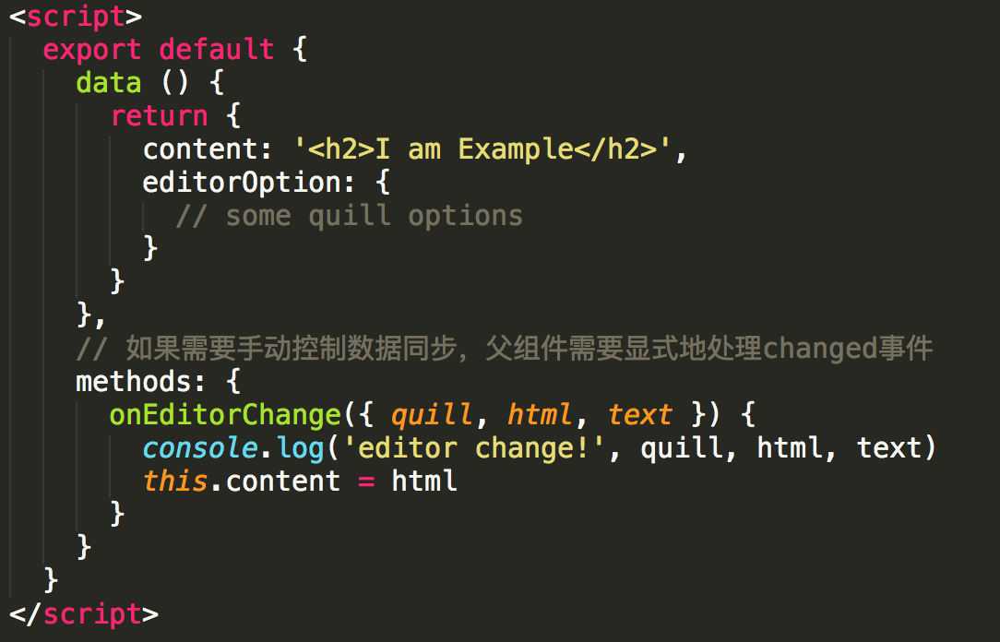 <script>
  export default {
    data () {
      return {
        content: '<h2>I am Example</h2>',
        editorOption: {
          // some quill options
        }
      }
    },
    // 如果需要手动控制数据同步，父组件需要显式地处理changed事件
    methods: {
      onEditorChange({ quill, html, text }) {
        console.log('editor change!', quill, html, text)
        this.content = html
      }
    }
  }
</script>